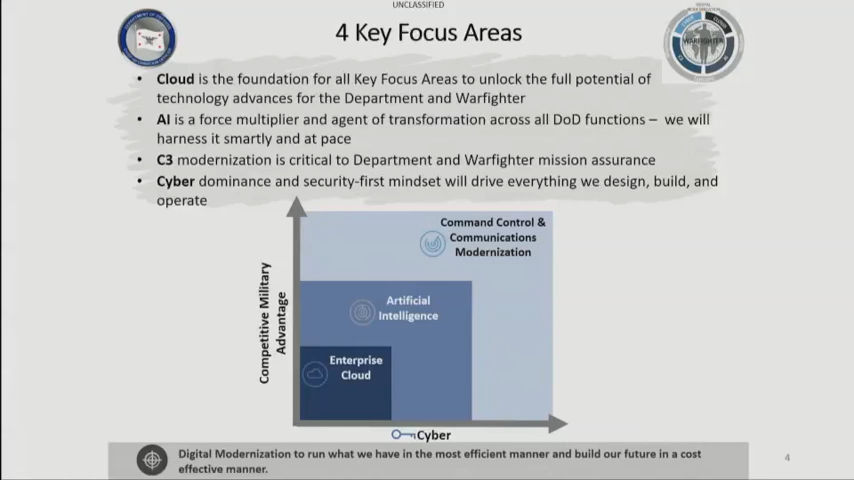 UNCLASSIFIED
4 Key Focus Areas
WARFIGHTER
• Cloud is the foundation for all Key Focus Areas to unlock the full potential of
technology advances for the Department and Warfighter
• AI is a force multiplier and agent of transformation across all DoD functions – we will
harness it smartly and at pace
• C3 modernization is critical to Department and Warfighter mission assurance
• Cyber dominance and security-first mindset will drive everything we design, build, and
operate
Competitive Military
Advantage
Command Control &
Communications
Modernization
Artificial
Intelligence
Enterprise
Cloud
Cyber
Digital Modernization to run what we have in the most efficient manner and build our future in a cost
effective manner.
4